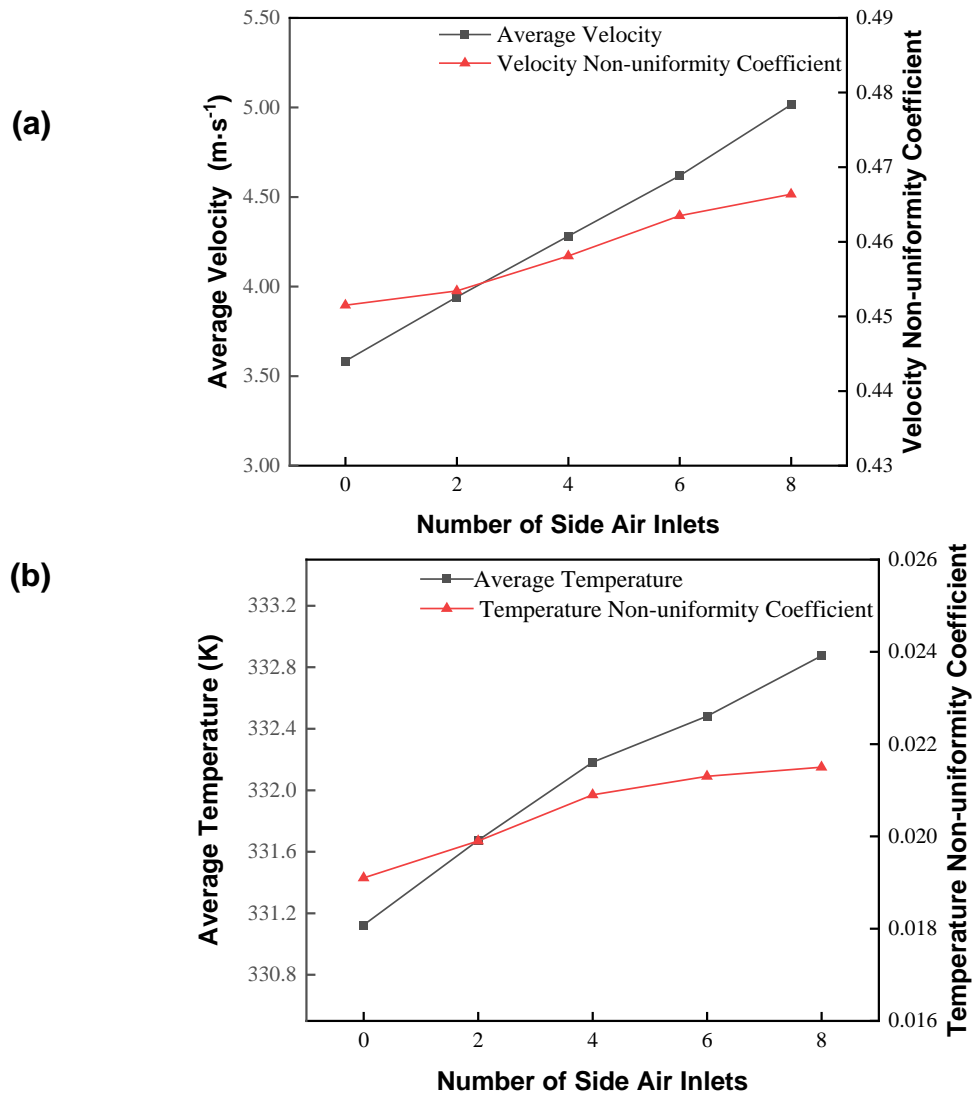 (a)
Average Velocity (m·s⁻¹)
5.50
5.00
4.50
4.00
3.50
3.00
Average Velocity
Velocity Non-uniformity Coefficient
0.49
0.48
0.47
0.46
0.45
0.44
0.43
Velocity Non-uniformity Coefficient
0 2 4 6 8
Number of Side Air Inlets
(b)
Average Temperature (K)
333.2
332.8
332.4
332.0
331.6
331.2
330.8
Average Temperature
Temperature Non-uniformity Coefficient
0.026
0.024
0.022
0.020
0.018
0.016
Temperature Non-uniformity Coefficient
0 2 4 6 8
Number of Side Air Inlets